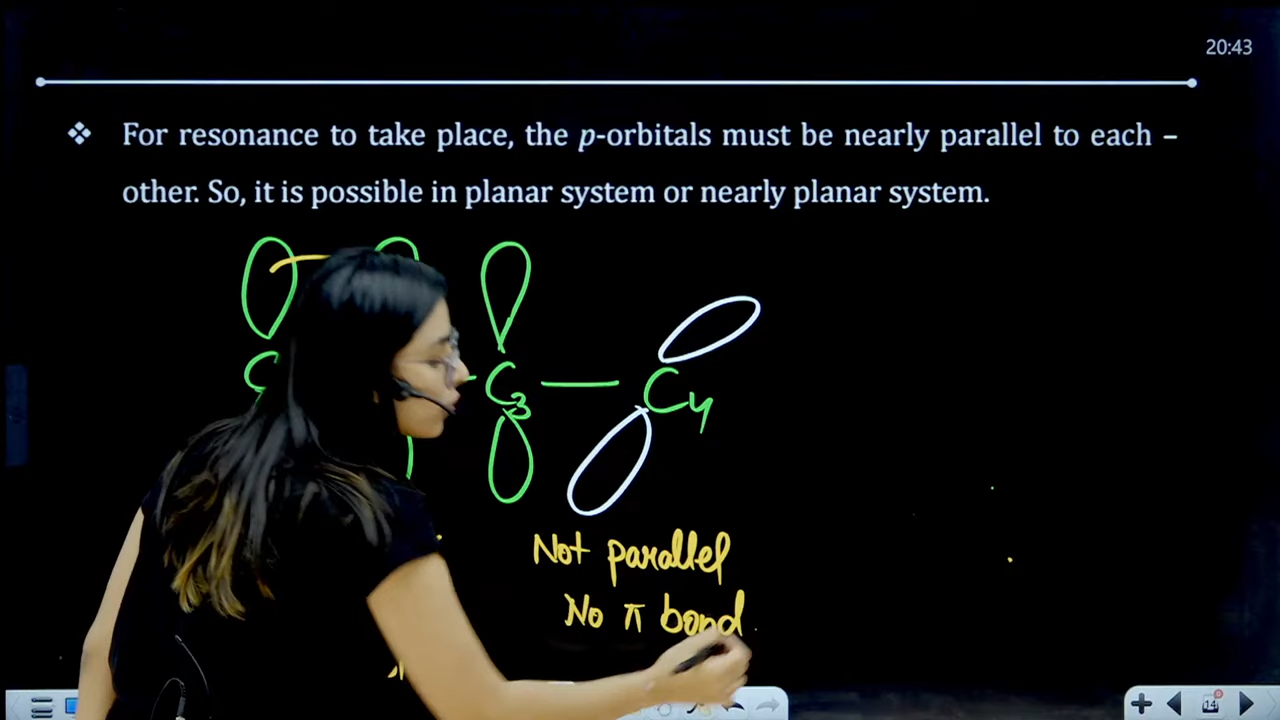 20:43
❖ For resonance to take place, the p-orbitals must be nearly parallel to each –
other. So, it is possible in planar system or nearly planar system.
C C3 — C4
Not parallel
No π bond
14